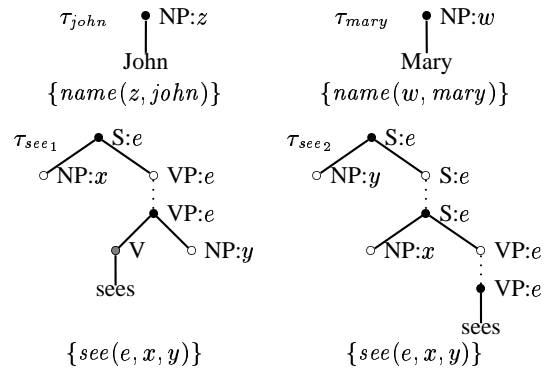 τ_john NP:z
John
{name(z, john)}
τ_mary NP:w
Mary
{name(w, mary)}
τ_see₁ S:e
NP:x VP:e
VP:e
V NP:y
sees
{see(e, x, y)}
τ_see₂ S:e
NP:y S:e
S:e
NP:x VP:e
VP:e
sees
{see(e, x, y)}